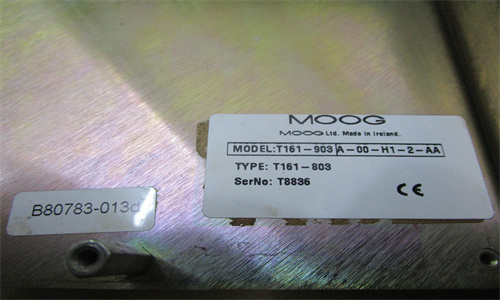 MOOG
MOOG Ltd. Made in Ireland.
MODEL:T161-903 A-00-H1-2-AA
TYPE: T161-803
SerNo: T8836
CE
B80783-013d